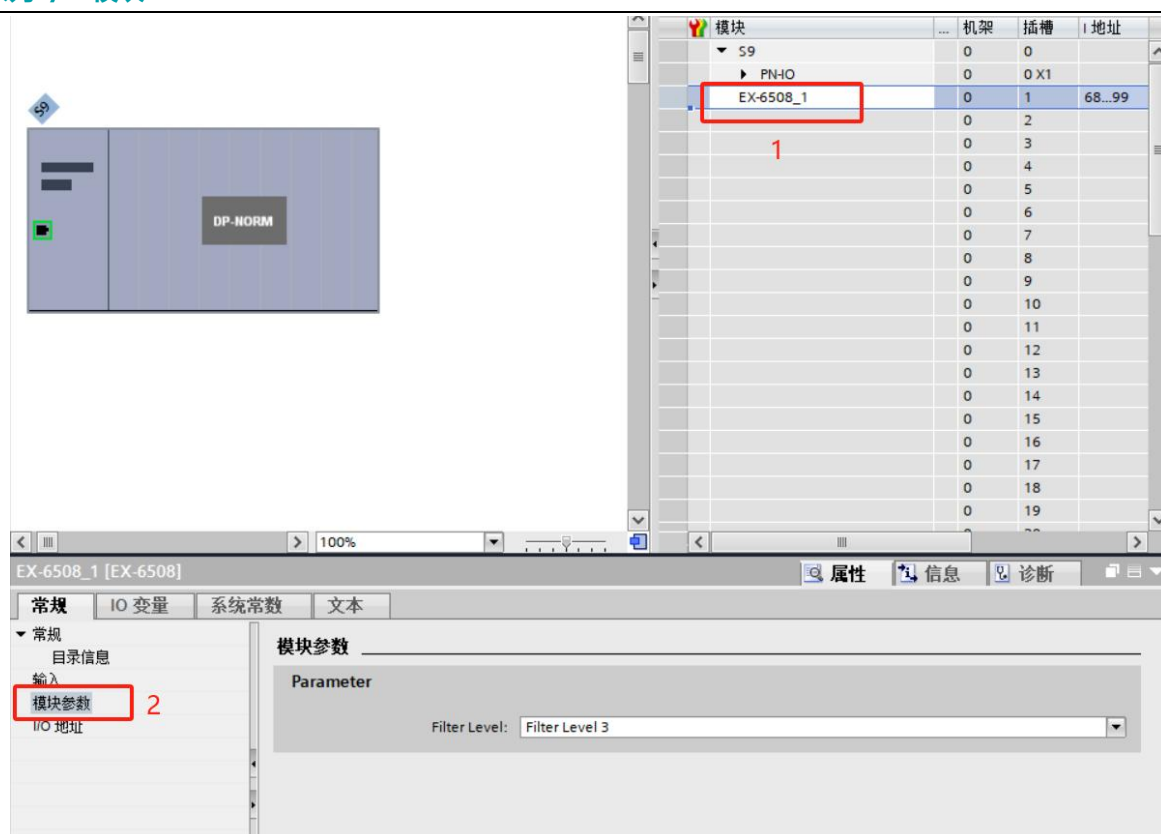 模块 ... 机架 插槽 I 地址
S9 0 0
PN-IO 0 0 X1
EX-6508_1 0 1 68...99
1
0 2
0 3
0 4
0 5
0 6
0 7
0 8
0 9
0 10
0 11
0 12
0 13
0 14
0 15
0 16
0 17
0 18
0 19
S9
DP-NORM
100%
EX-6508_1 [EX-6508] 属性 信息 诊断
常规 IO 变量 系统常数 文本
常规
目录信息
输入
模块参数 2
I/O 地址
模块参数
Parameter
Filter Level: Filter Level 3